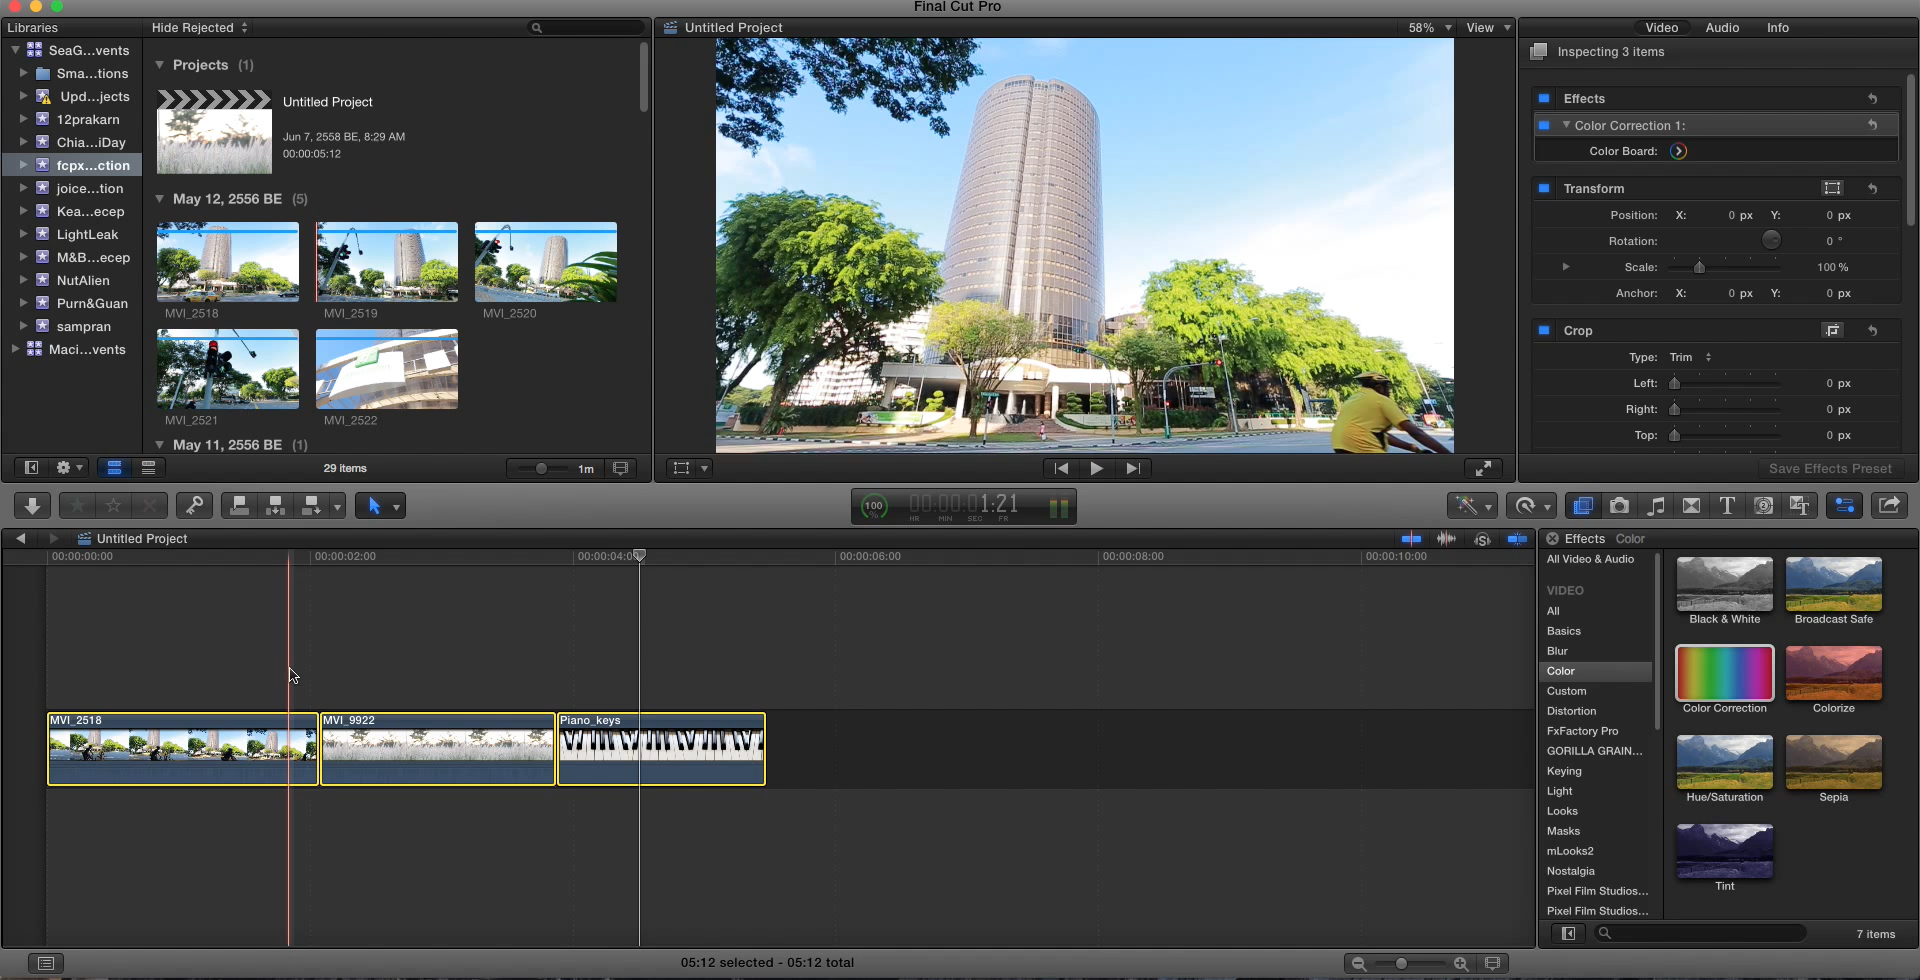 Final Cut Pro
Libraries
Hide Rejected
SeaG...vents
Sma...tions
Upd...jects
12prakarn
Chia...iDay
fcpx...ction
joice...tion
Kea...ecep
LightLeak
M&B...ecep
NutAlien
Purn&Guan
sampran
Maci...vents
Projects (1)
Untitled Project
Jun 7, 2558 BE, 8:29 AM
00:00:05:12
May 12, 2556 BE (5)
MVI_2518
MVI_2519
MVI_2520
MVI_2521
MVI_2522
May 11, 2556 BE (1)
29 items
1m
Untitled Project
58%
View
Video
Audio
Info
Inspecting 3 items
Effects
Color Correction 1:
Color Board:
Transform
Position: X: 0 px Y: 0 px
Rotation: 0 °
Scale: 100 %
Anchor: X: 0 px Y: 0 px
Crop
Type: Trim
Left: 0 px
Right: 0 px
Top: 0 px
Save Effects Preset
100 %
00:00:01:21
HR MIN SEC FR
Untitled Project
00:00:00:00
00:00:02:00
00:00:04:0
00:00:06:00
00:00:08:00
00:00:10:00
MVI_2518
MVI_9922
Piano_keys
Effects Color
All Video & Audio
VIDEO
All
Basics
Blur
Color
Custom
Distortion
FxFactory Pro
GORILLA GRAIN...
Keying
Light
Looks
Masks
mLooks2
Nostalgia
Pixel Film Studios...
Pixel Film Studios...
Black & White
Broadcast Safe
Color Correction
Colorize
Hue/Saturation
Sepia
Tint
7 items
05:12 selected - 05:12 total